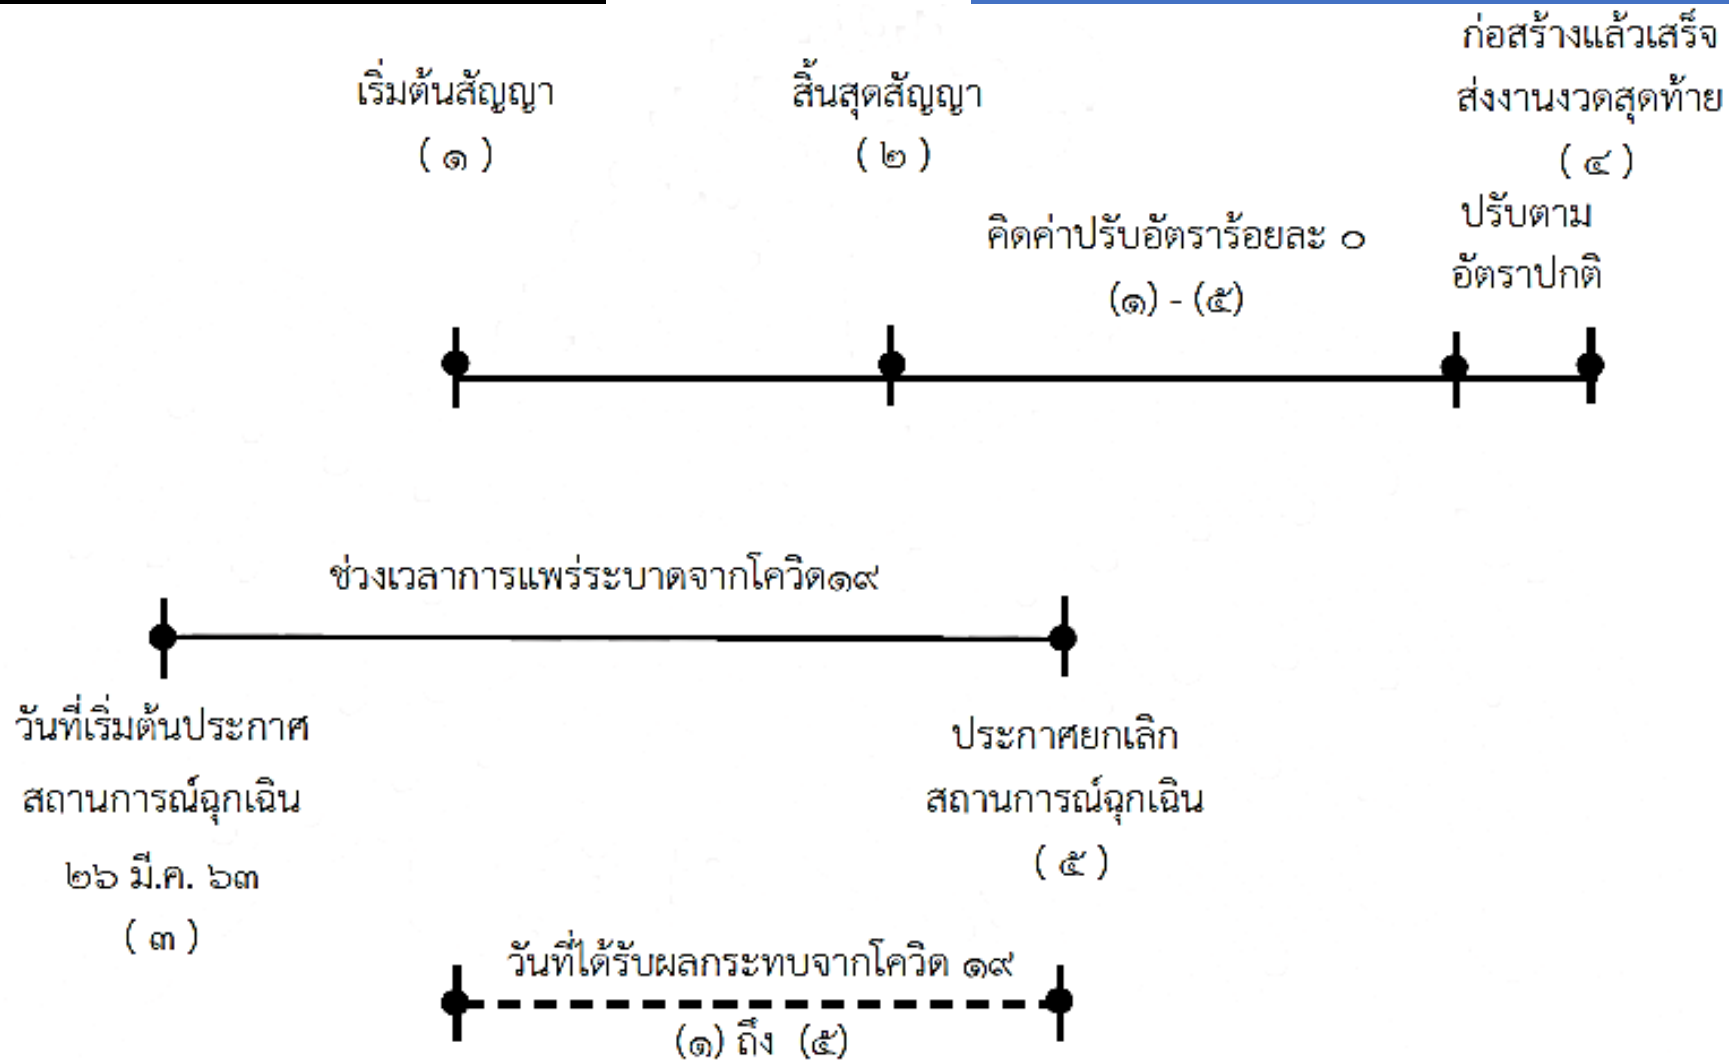 เริ่มต้นสัญญา
( ๑ )
สิ้นสุดสัญญา
( ๒ )
ก่อสร้างแล้วเสร็จ
ส่งงานงวดสุดท้าย
( ๔ )
คิดค่าปรับอัตราร้อยละ ๐
(๑) - (๕)
ปรับตาม
อัตราปกติ
ช่วงเวลาการแพร่ระบาดจากโควิด๑๙
วันที่เริ่มต้นประกาศ
สถานการณ์ฉุกเฉิน
๒๖ มี.ค. ๖๓
( ๓ )
ประกาศยกเลิก
สถานการณ์ฉุกเฉิน
( ๕ )
วันที่ได้รับผลกระทบจากโควิด ๑๙
(๑) ถึง (๕)